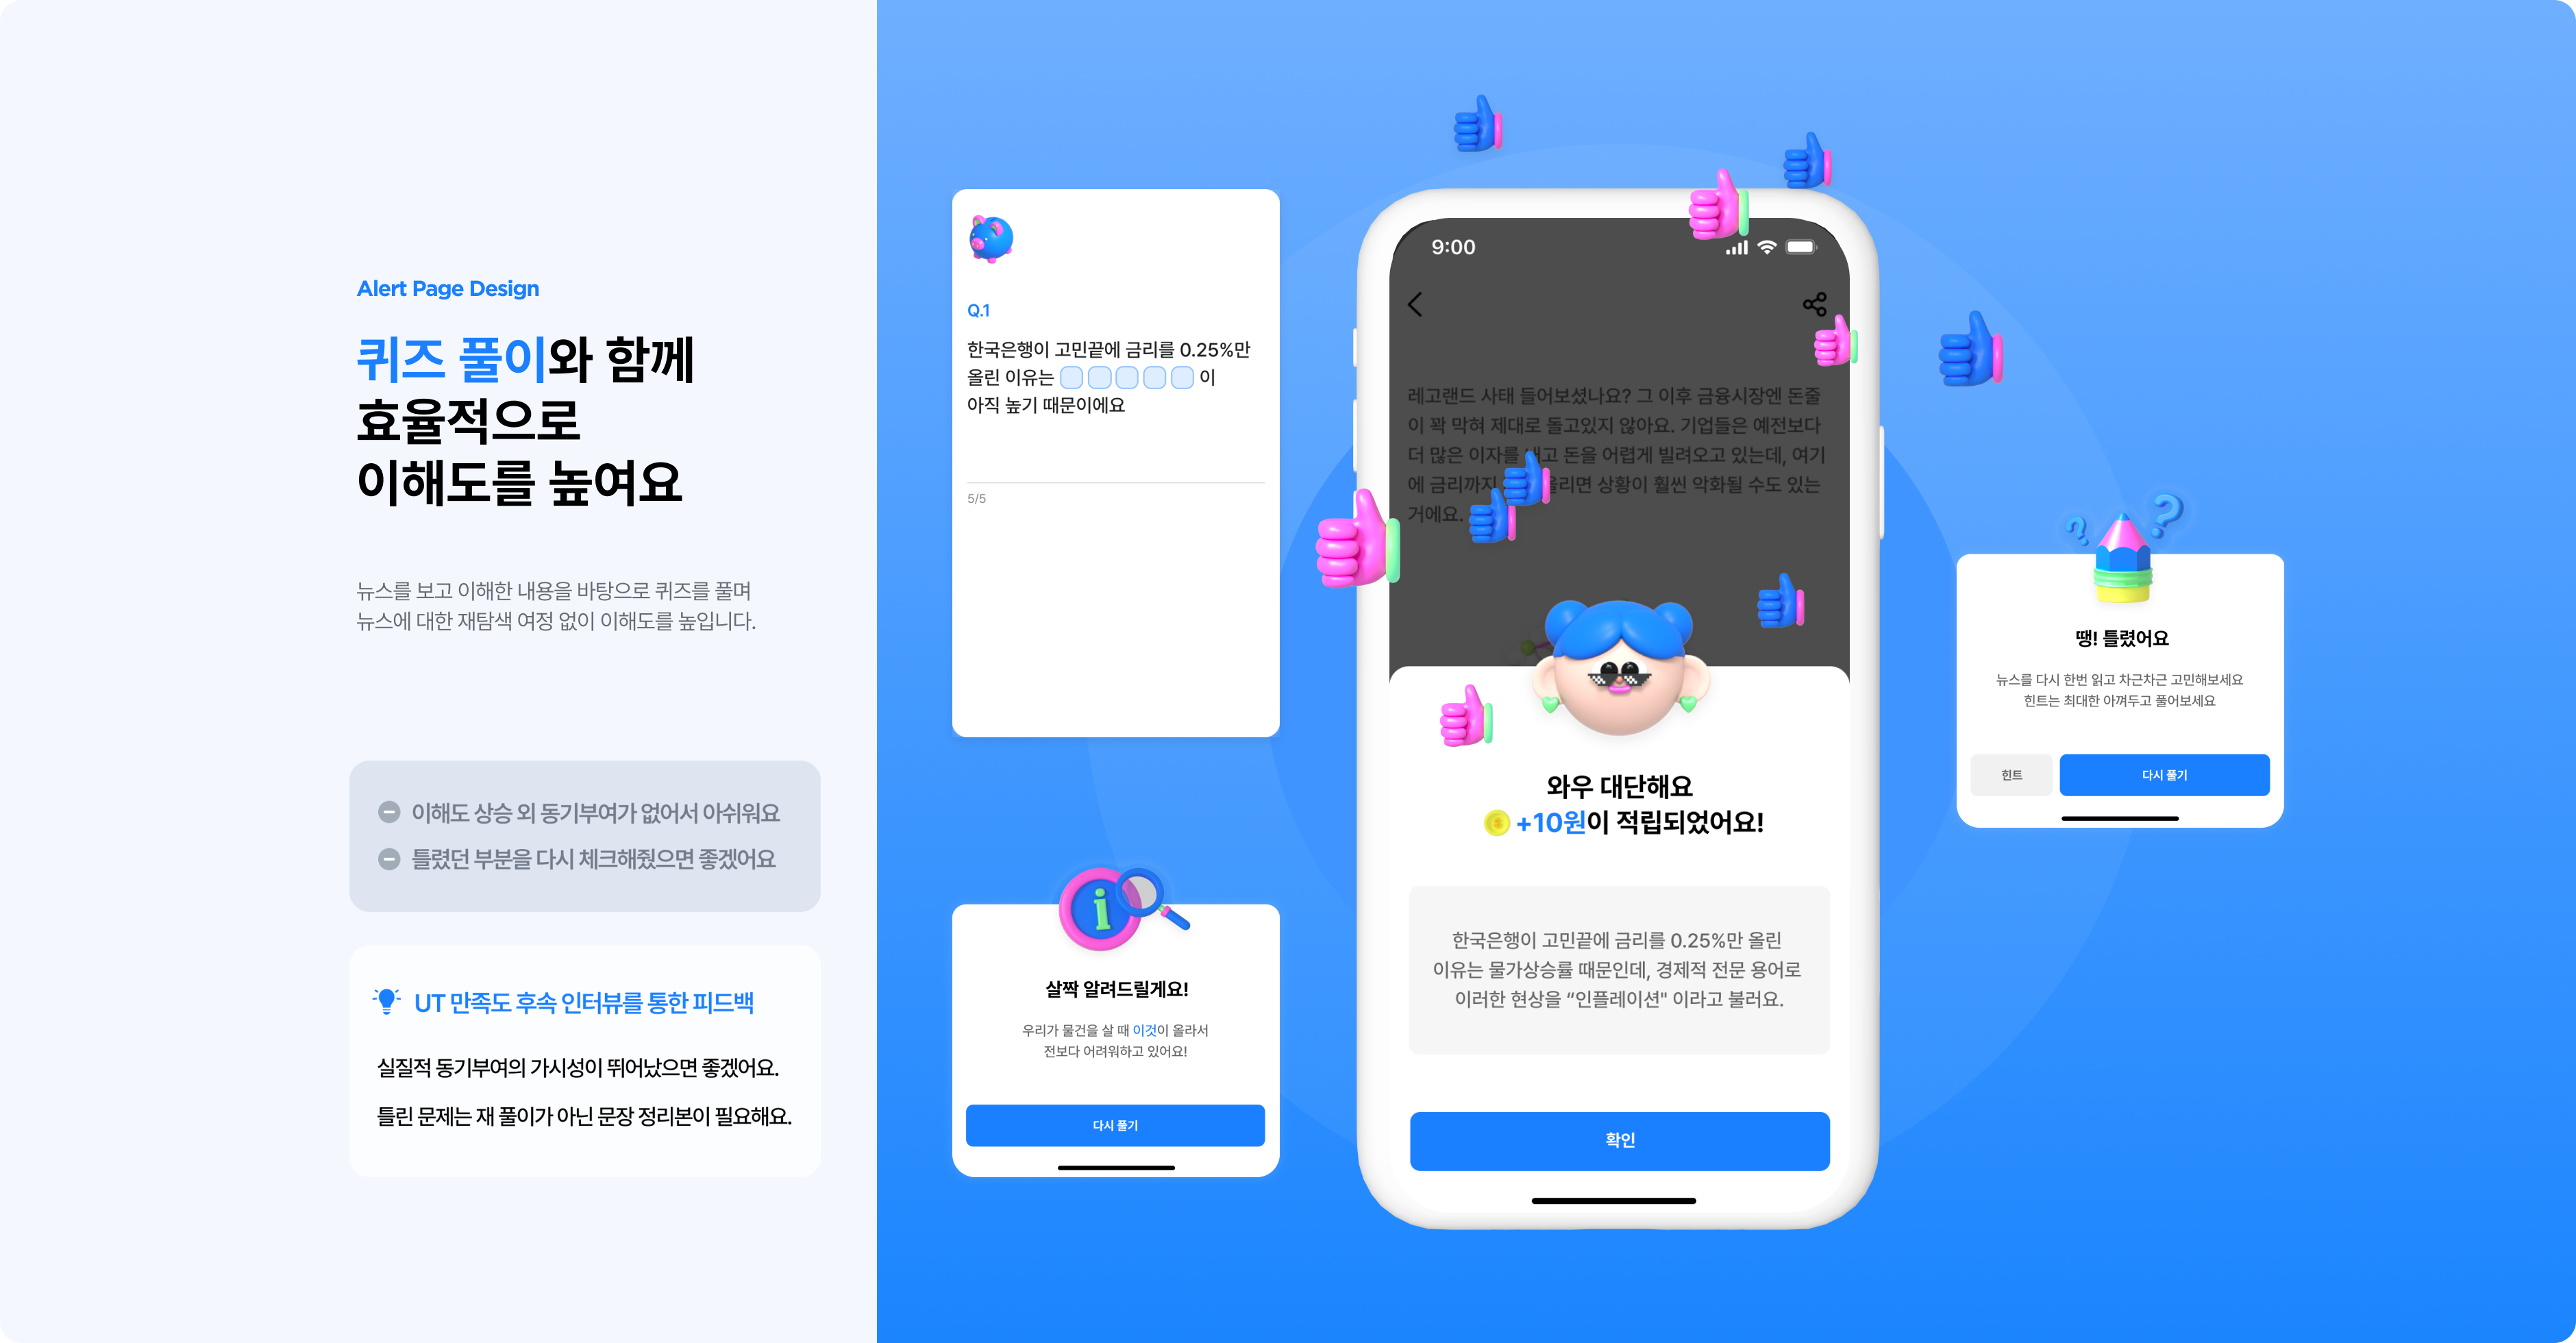 Alert Page Design
퀴즈 풀이와 함께
효율적으로
이해도를 높여요
뉴스를 보고 이해한 내용을 바탕으로 퀴즈를 풀며
뉴스에 대한 재탐색 여정 없이 이해도를 높입니다.
이해도 상승 외 동기부여가 없어서 아쉬워요
틀렸던 부분을 다시 체크해줬으면 좋겠어요
UT 만족도 후속 인터뷰를 통한 피드백
실질적 동기부여의 가시성이 뛰어났으면 좋겠어요.
틀린 문제는 재 풀이가 아닌 문장 정리본이 필요해요.
Q.1
한국은행이 고민끝에 금리를 0.25%만
올린 이유는 이
아직 높기 때문이에요
5/5
i
살짝 알려드릴게요!
우리가 물건을 살 때 이것이 올라서
전보다 어려워하고 있어요!
다시 풀기
9:00
레고랜드 사태 들어보셨나요? 그 이후 금융시장엔 돈줄
이 꽉 막혀 제대로 돌고있지 않아요. 기업들은 예전보다
더 많은 이자를 내고 돈을 어렵게 빌려오고 있는데, 여기
에 금리까지 올리면 상황이 훨씬 악화될 수도 있는
거에요.
와우 대단해요
+10원이 적립되었어요!
한국은행이 고민끝에 금리를 0.25%만 올린
이유는 물가상승률 때문인데, 경제적 전문 용어로
이러한 현상을 “인플레이션" 이라고 불러요.
확인
? ?
땡! 틀렸어요
뉴스를 다시 한번 읽고 차근차근 고민해보세요
힌트는 최대한 아껴두고 풀어보세요
힌트
다시 풀기